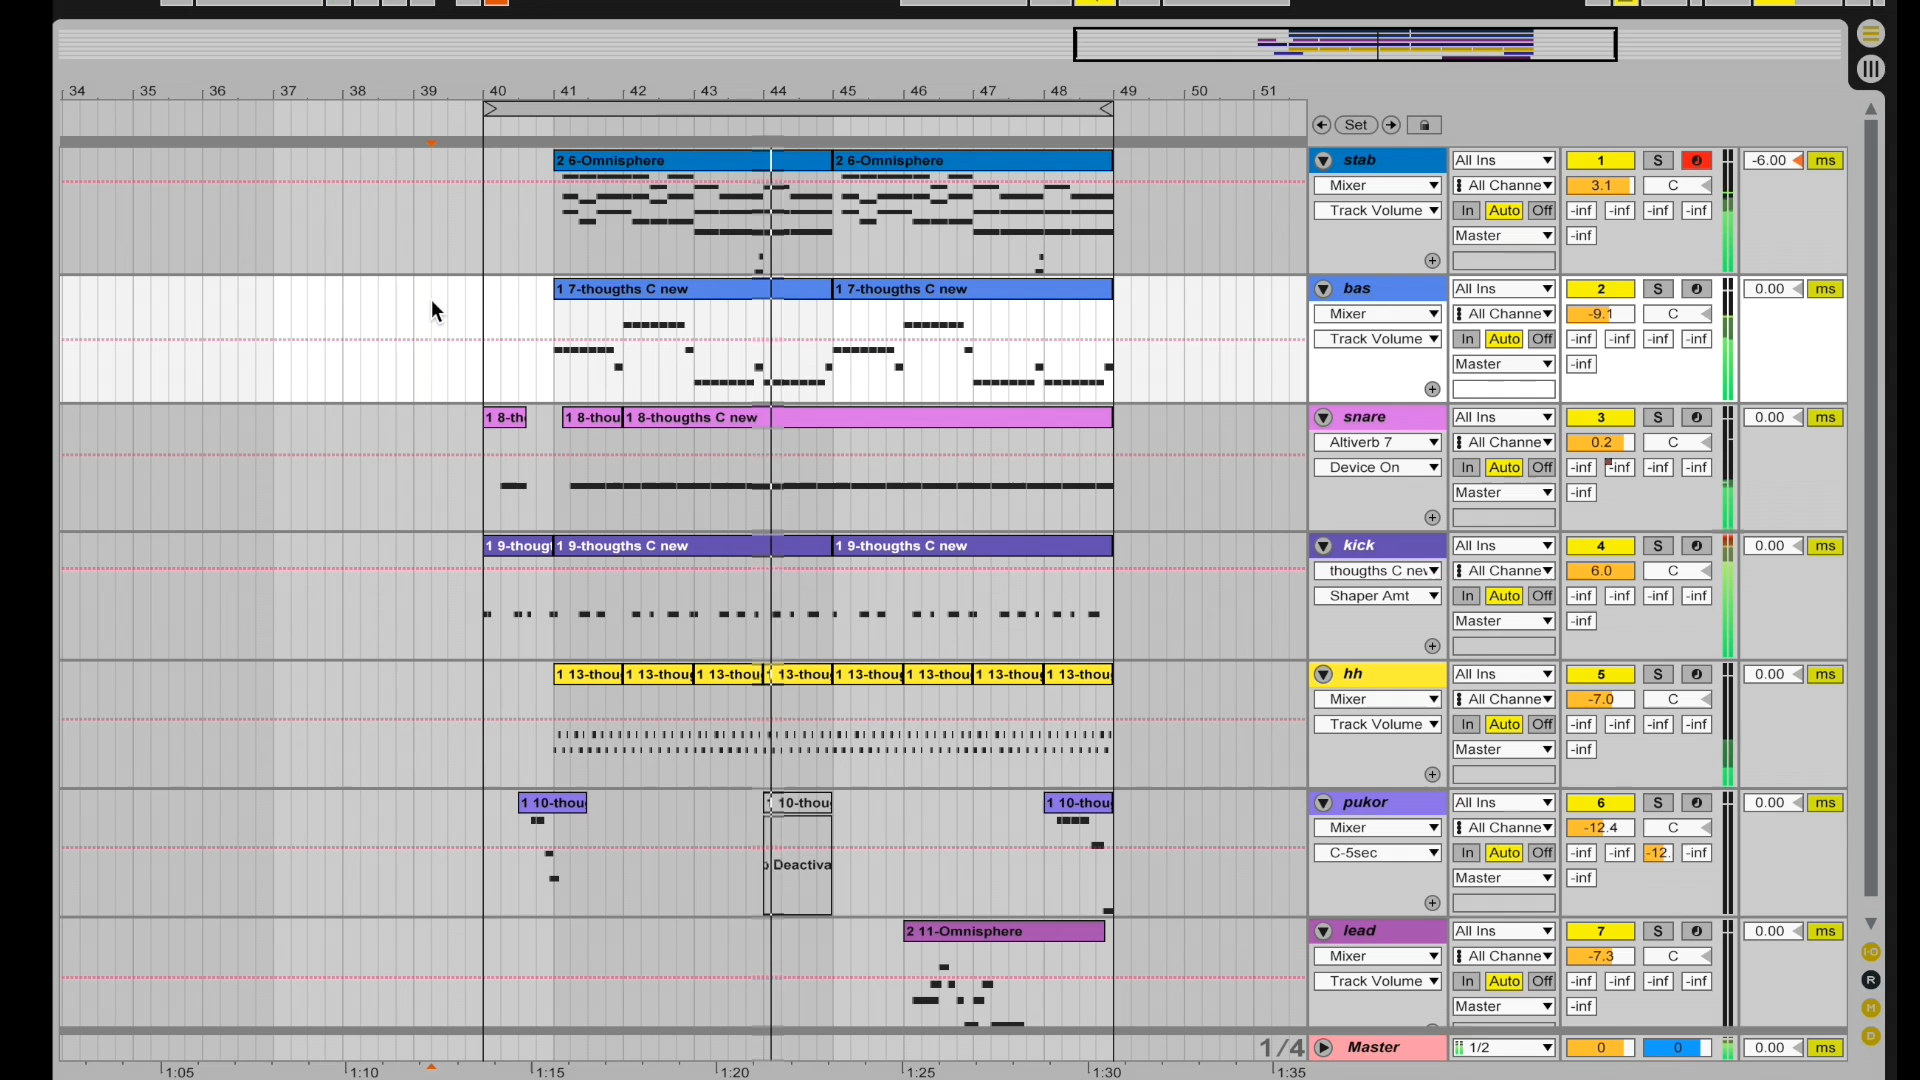 34 35 36 37 38 39 40 41 42 43 44 45 46 47 48 49 50 51
Set
2 6-Omnisphere 2 6-Omnisphere stab All Ins 1 S -6.00 ms
Mixer All Channe 3.1 C
Track Volume In Auto Off -inf -inf -inf -inf
Master -inf
1 7-thougths C new 1 7-thougths C new bas All Ins 2 S 0.00 ms
Mixer All Channe -9.1 C
Track Volume In Auto Off -inf -inf -inf -inf
Master -inf
1 8-th 1 8-thou 1 8-thougths C new snare All Ins 3 S 0.00 ms
Altiverb 7 All Channe 0.2 C
Device On In Auto Off -inf -inf -inf -inf
Master -inf
1 9-thougt 1 9-thougths C new 1 9-thougths C new kick All Ins 4 S 0.00 ms
thougths C nev All Channe 6.0 C
Shaper Amt In Auto Off -inf -inf -inf -inf
Master -inf
1 13-thou 1 13-thoug 1 13-thou 1 13-thou 1 13-thoug 1 13-thoug 1 13-thoug 1 13-thou hh All Ins 5 S 0.00 ms
Mixer All Channe -7.0 C
Track Volume In Auto Off -inf -inf -inf -inf
Master -inf
1 10-thou 1 10-thou 1 10-thou pukor All Ins 6 S 0.00 ms
Mixer All Channe -12.4 C
C-5sec In Auto Off -inf -inf -12. -inf
Deactiva Master -inf
2 11-Omnisphere lead All Ins 7 S 0.00 ms
Mixer All Channe -7.3 C
Track Volume In Auto Off -inf -inf -inf -inf
Master -inf
I·O
R
M
D
1/4 Master 1/2 0 0 0.00 ms
1:05 1:10 1:15 1:20 1:25 1:30 1:35